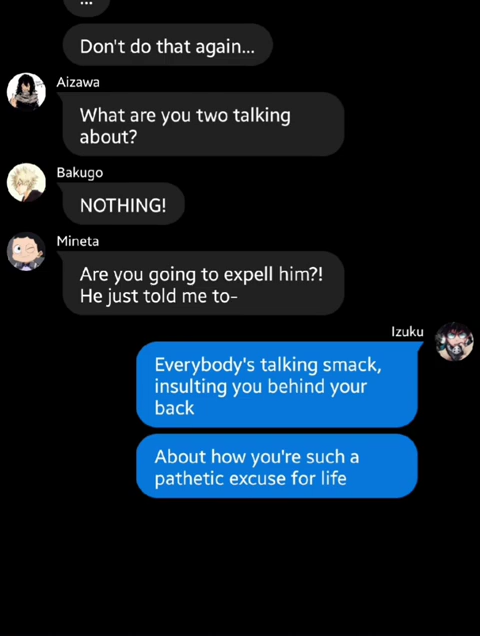 ...
Don't do that again...
Aizawa
What are you two talking
about?
Bakugo
NOTHING!
Mineta
Are you going to expell him?!
He just told me to-
Izuku
Everybody's talking smack,
insulting you behind your
back
About how you're such a
pathetic excuse for life